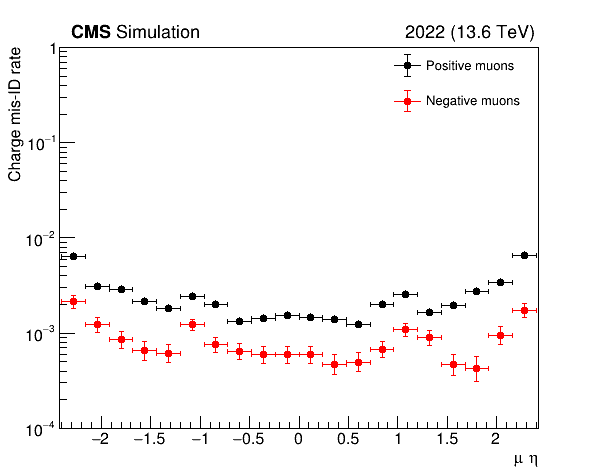 CMS Simulation 2022 (13.6 TeV)
Charge mis-ID rate
Positive muons
Negative muons
1
10⁻¹
10⁻²
10⁻³
10⁻⁴
−2 −1.5 −1 −0.5 0 0.5 1 1.5 2
μ η